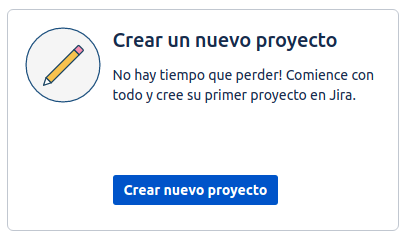 Crear un nuevo proyecto
No hay tiempo que perder! Comience con
todo y cree su primer proyecto en Jira.
Crear nuevo proyecto